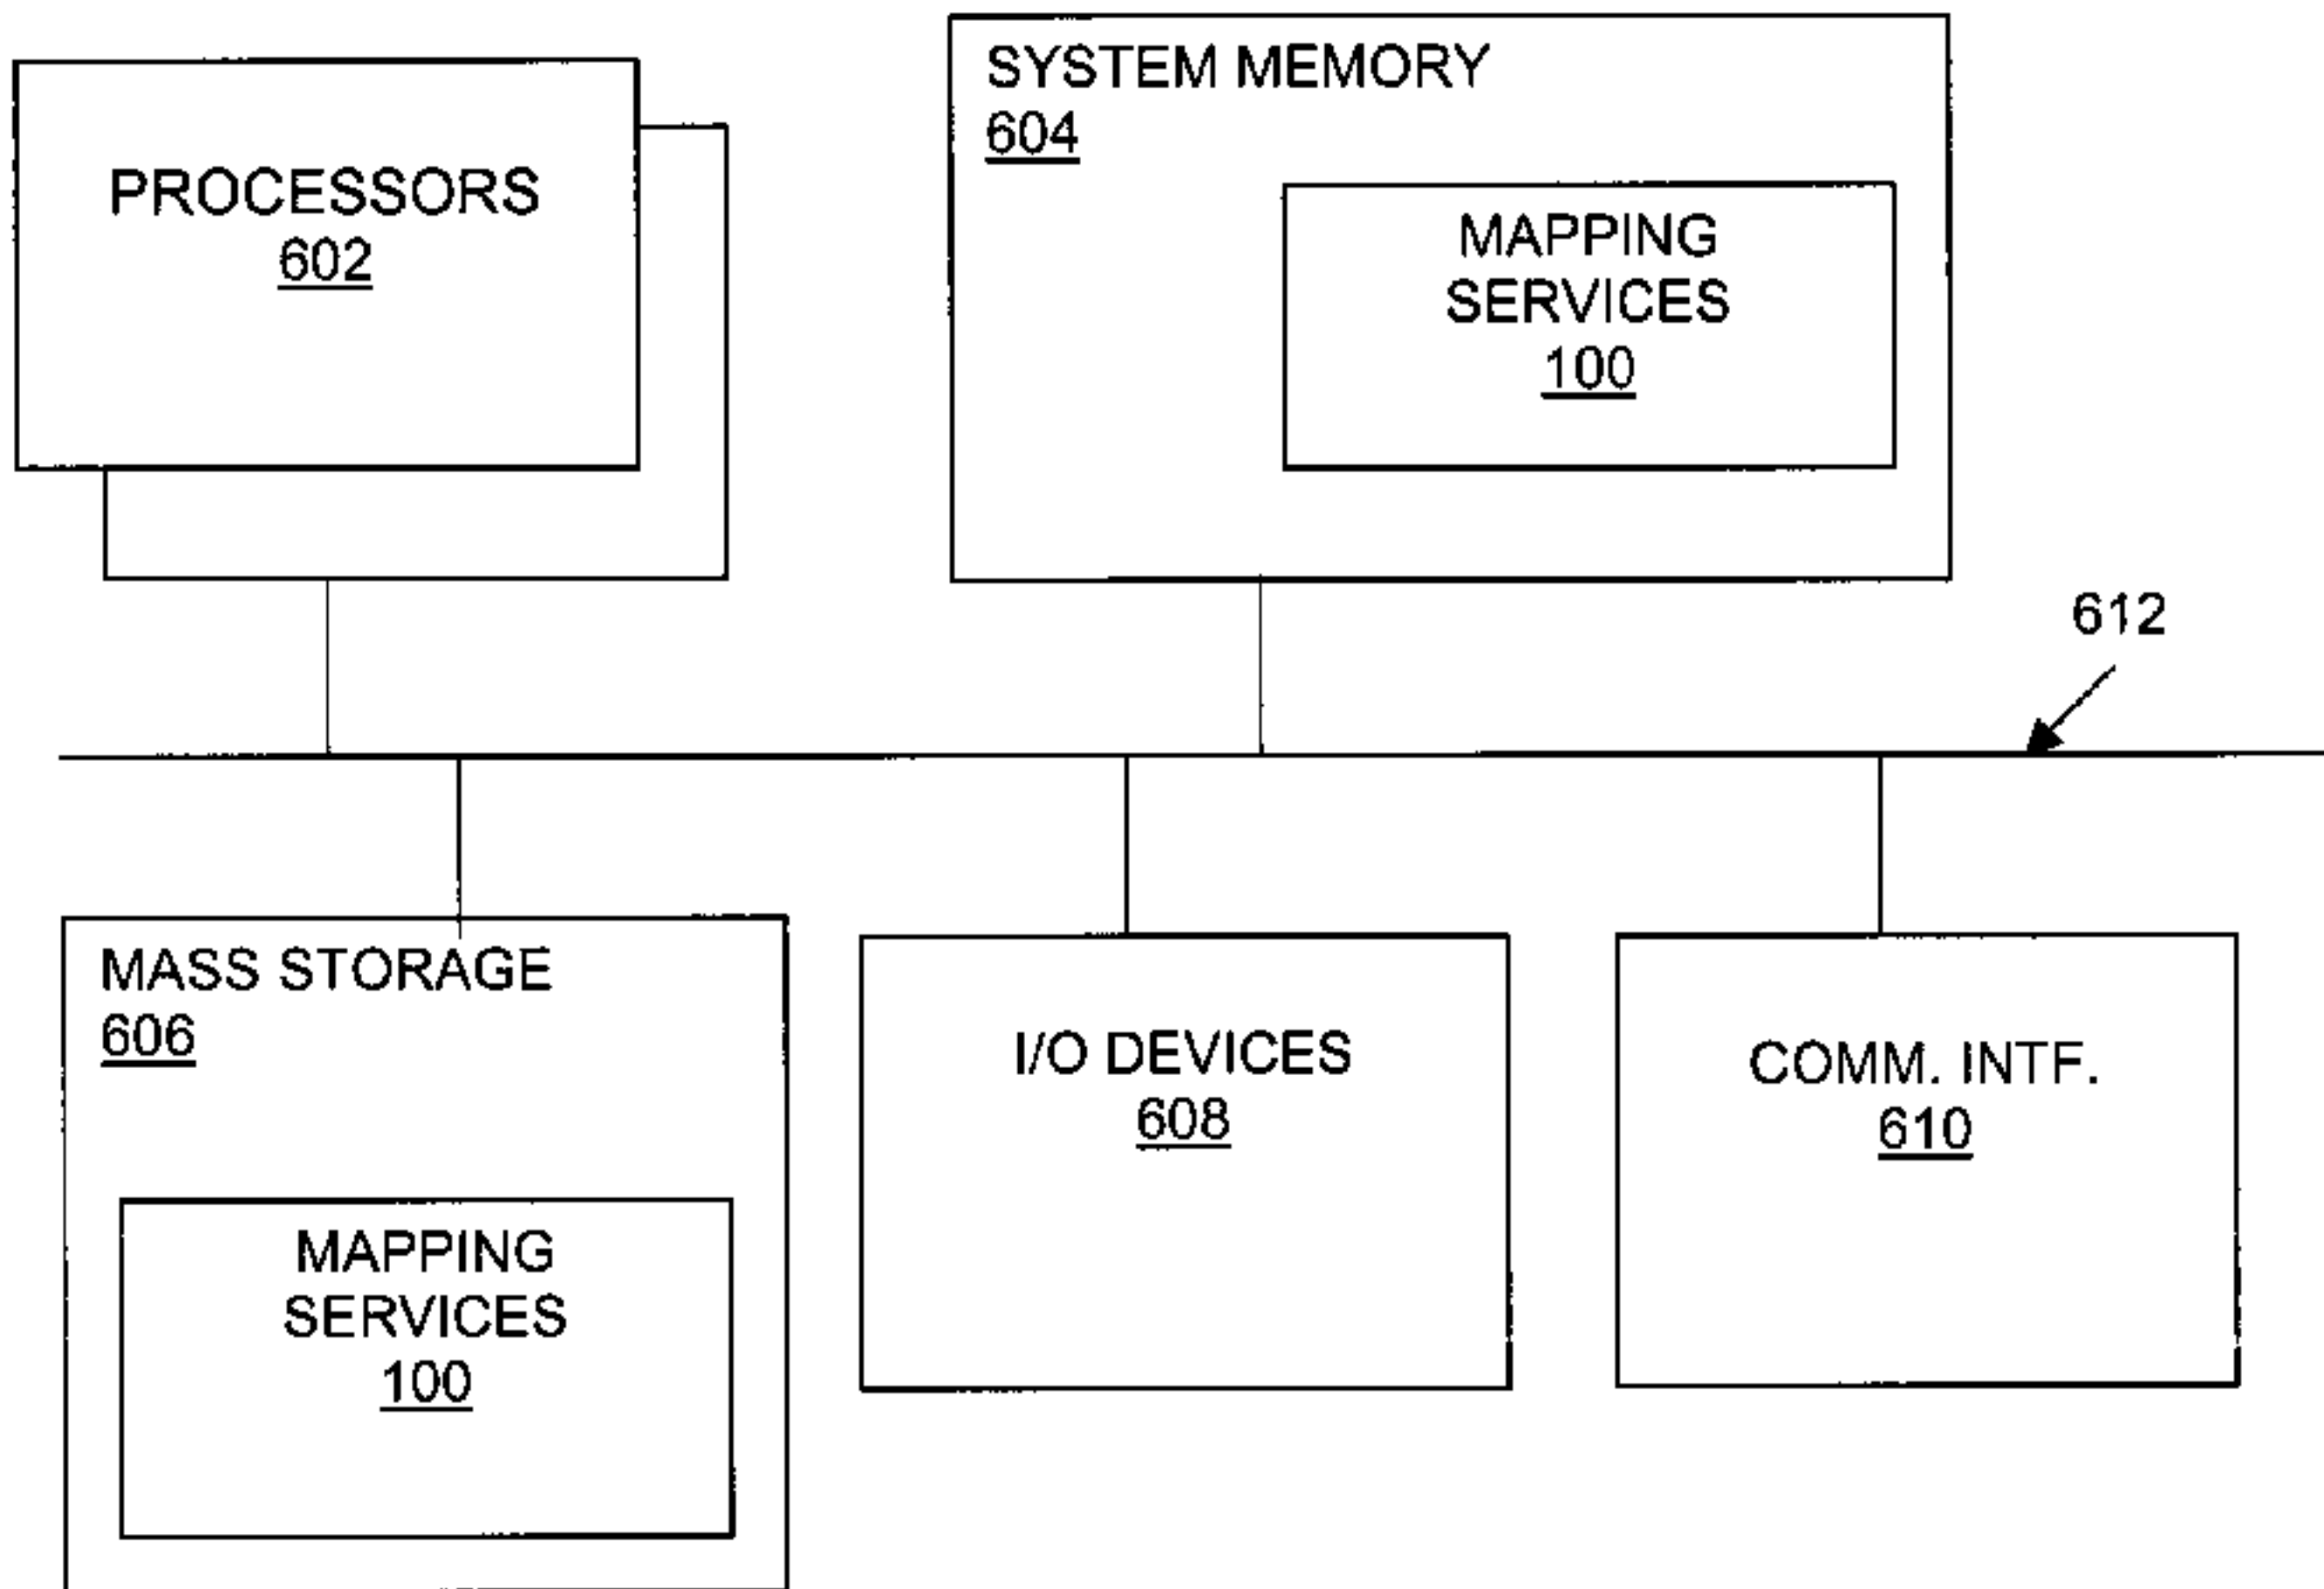 PROCESSORS
602
SYSTEM MEMORY
604
MAPPING
SERVICES
100
612
MASS STORAGE
606
MAPPING
SERVICES
100
I/O DEVICES
608
COMM. INTF.
610